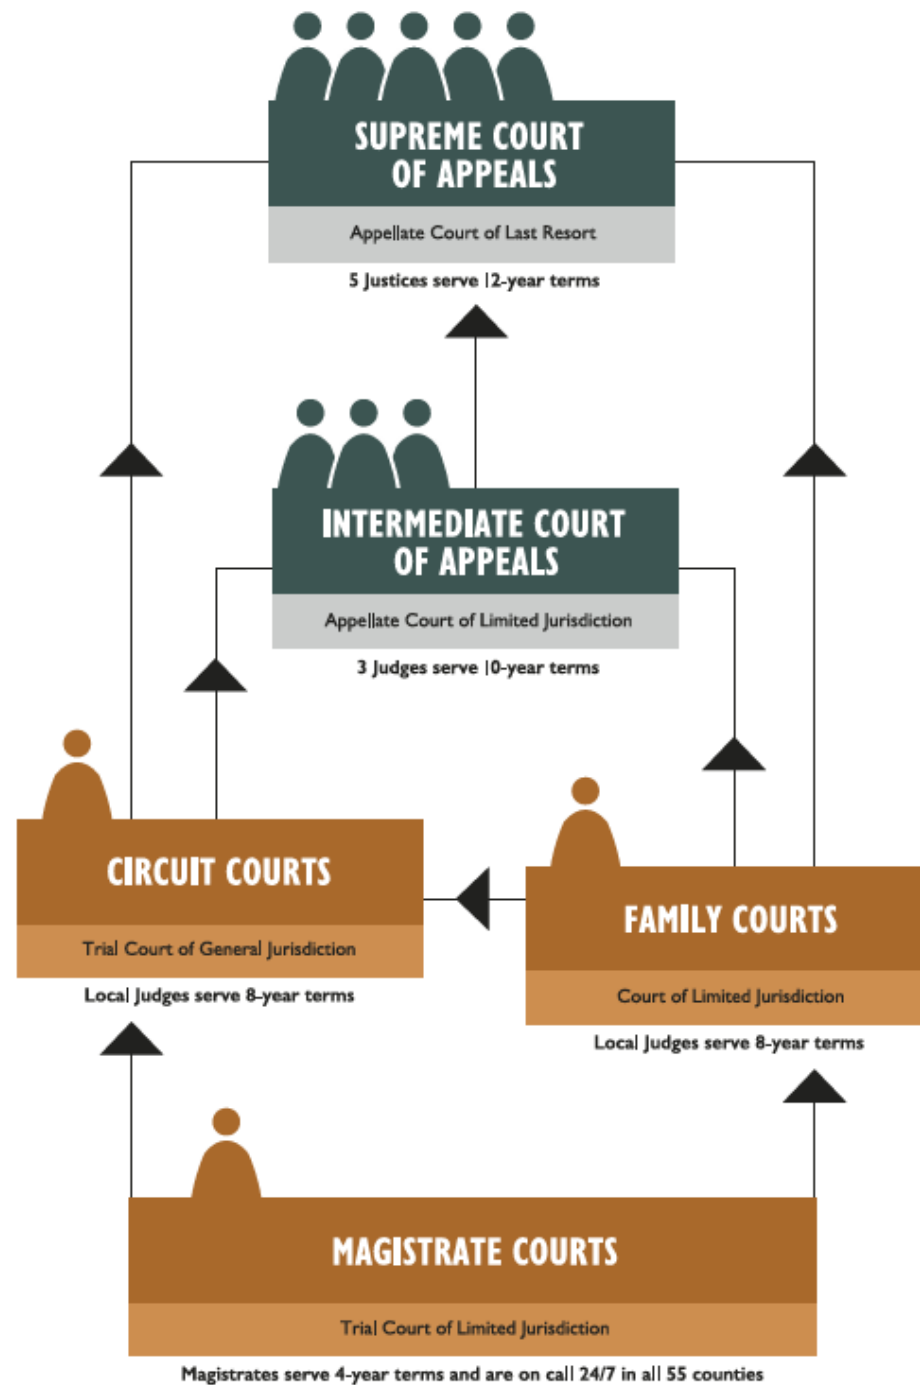 SUPREME COURT
OF APPEALS
Appellate Court of Last Resort
5 Justices serve 12-year terms
INTERMEDIATE COURT
OF APPEALS
Appellate Court of Limited Jurisdiction
3 Judges serve 10-year terms
CIRCUIT COURTS
Trial Court of General Jurisdiction
Local Judges serve 8-year terms
FAMILY COURTS
Court of Limited Jurisdiction
Local Judges serve 8-year terms
MAGISTRATE COURTS
Trial Court of Limited Jurisdiction
Magistrates serve 4-year terms and are on call 24/7 in all 55 counties